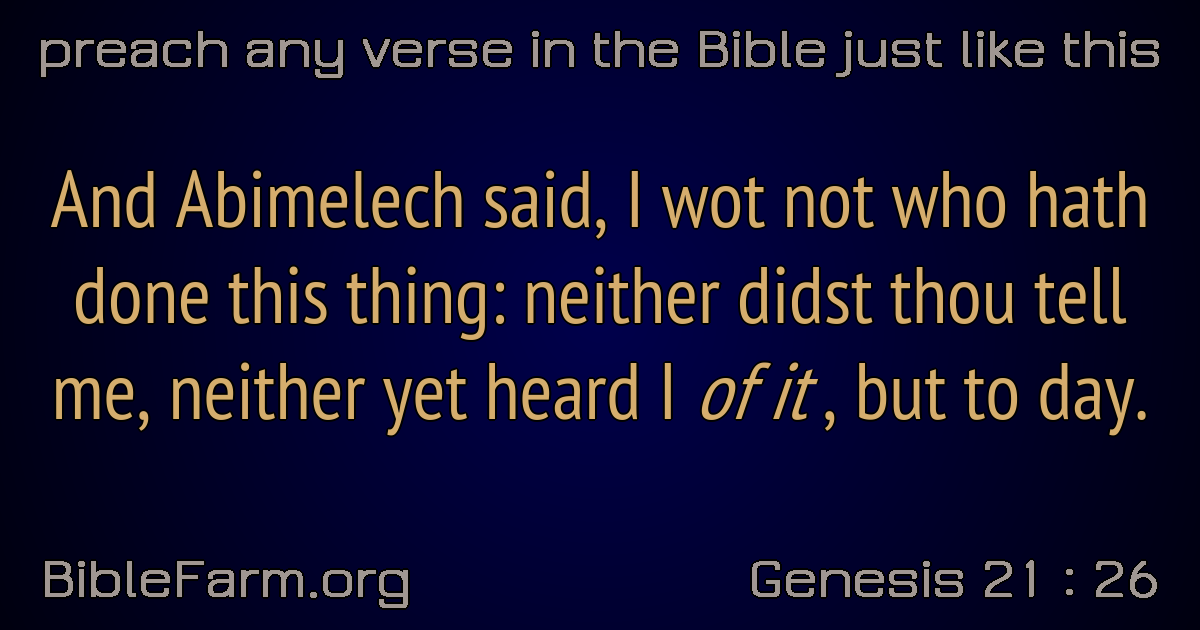 preach any verse in the Bible just like this
And Abimelech said, I wot not who hath
done this thing: neither didst thou tell
me, neither yet heard I of it , but to day.
BibleFarm.org
Genesis 21 : 26